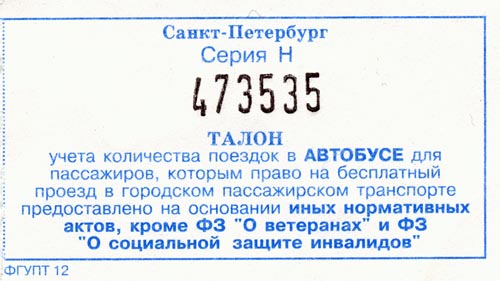 Санкт-Петербург
Серия Н
473535
ТАЛОН
учета количества поездок в АВТОБУСЕ для
пассажиров, которым право на бесплатный
проезд в городском пассажирском транспорте
предоставлено на основании иных нормативных
актов, кроме ФЗ "О ветеранах" и ФЗ
"О социальной защите инвалидов"
ФГУПТ 12